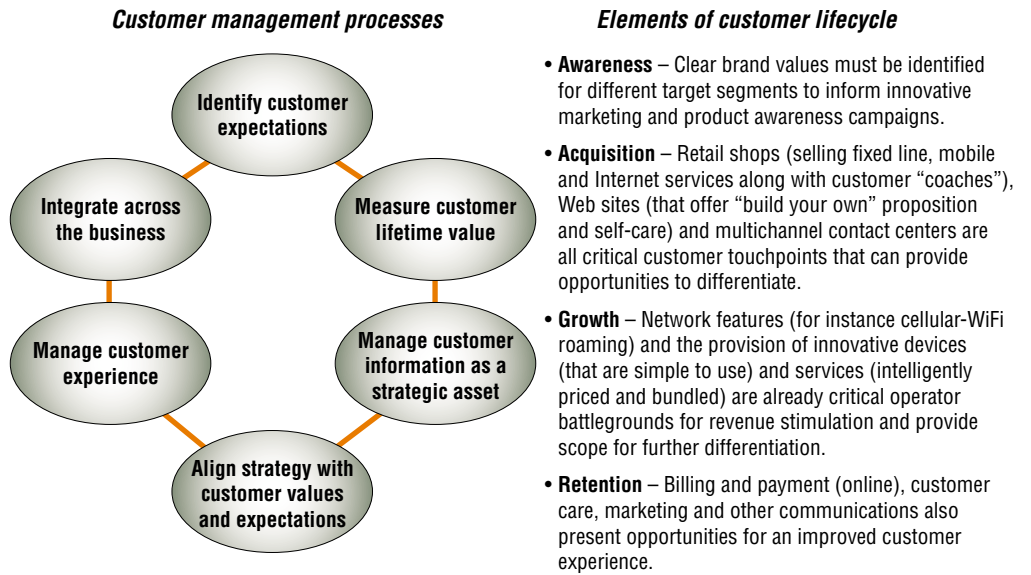 Customer management processes
Identify customer
expectations
Measure customer
lifetime value
Manage customer
information as a
strategic asset
Align strategy with
customer values
and expectations
Manage customer
experience
Integrate across
the business
Elements of customer lifecycle
• Awareness – Clear brand values must be identified
for different target segments to inform innovative
marketing and product awareness campaigns.
• Acquisition – Retail shops (selling fixed line, mobile
and Internet services along with customer “coaches”),
Web sites (that offer “build your own” proposition
and self-care) and multichannel contact centers are
all critical customer touchpoints that can provide
opportunities to differentiate.
• Growth – Network features (for instance cellular-WiFi
roaming) and the provision of innovative devices
(that are simple to use) and services (intelligently
priced and bundled) are already critical operator
battlegrounds for revenue stimulation and provide
scope for further differentiation.
• Retention – Billing and payment (online), customer
care, marketing and other communications also
present opportunities for an improved customer
experience.